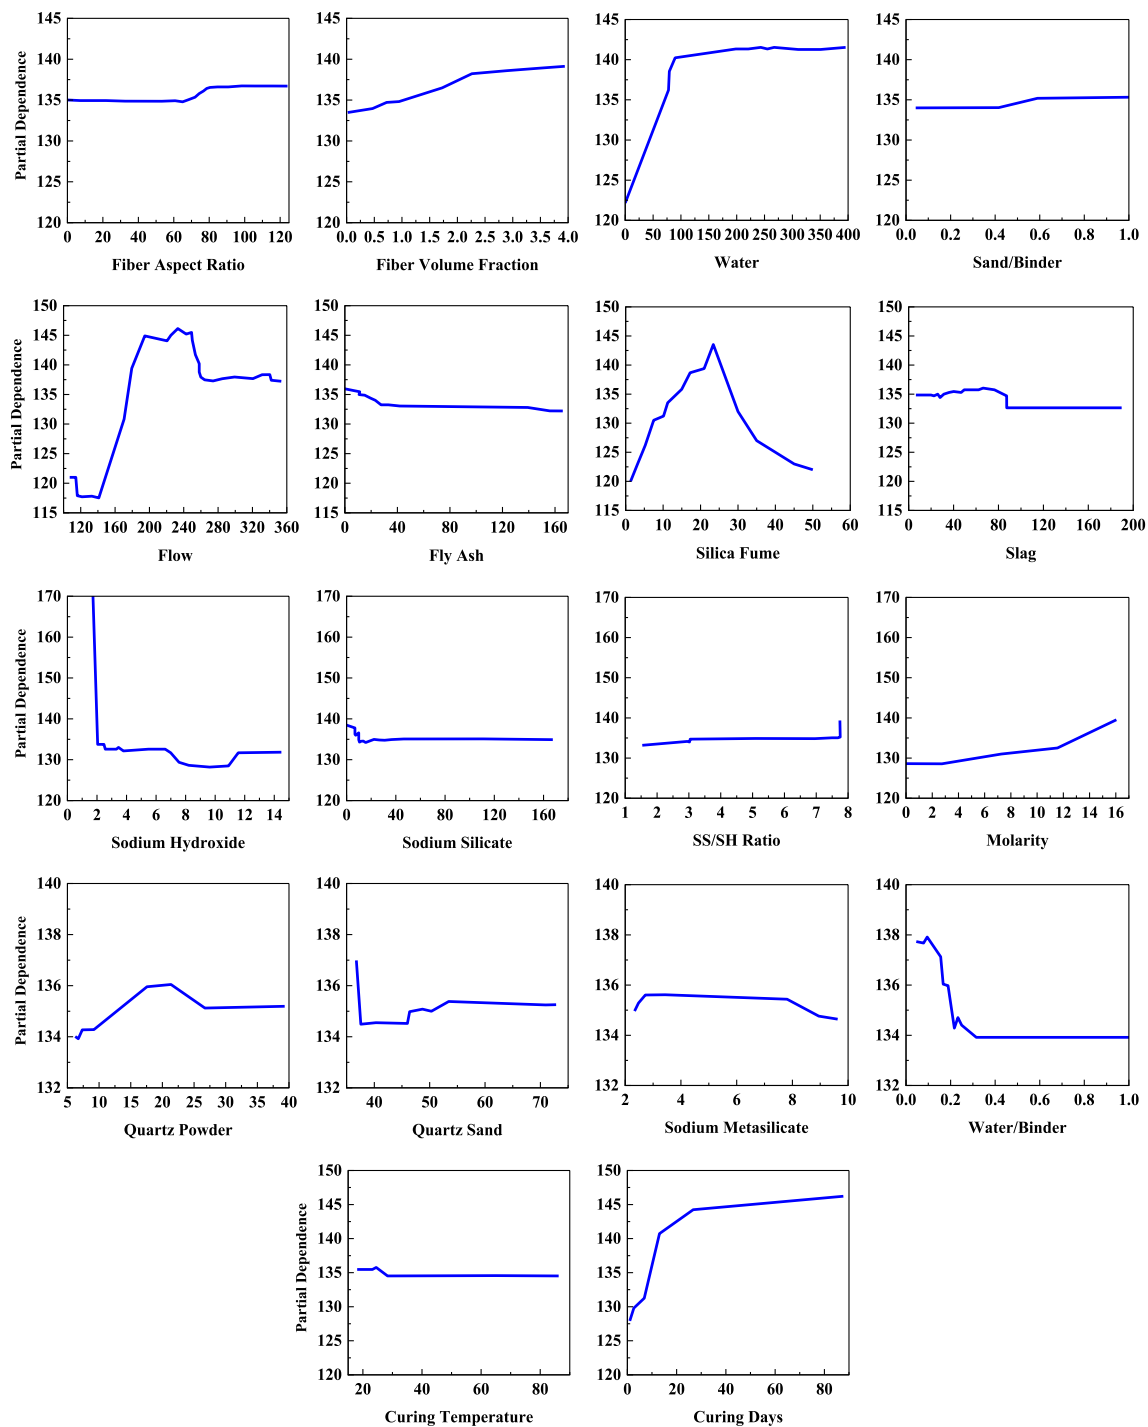 145 145 145 145
140 140 140 140
135 135 135 135
130 130 130 130
125 125 125 125
120 120 120 120
Partial Dependence
0 20 40 60 80 100 120 0.0 0.5 1.0 1.5 2.0 2.5 3.0 3.5 4.0 0 50 100 150 200 250 300 350 400 0.0 0.2 0.4 0.6 0.8 1.0
Fiber Aspect Ratio Fiber Volume Fraction Water Sand/Binder
150 150 150 150
145 145 145 145
140 140 140 140
135 135 135 135
130 130 130 130
125 125 125 125
120 120 120 120
115 115 115 115
Partial Dependence
120 160 200 240 280 320 360 0 40 80 120 160 0 10 20 30 40 50 60 0 40 80 120 160 200
Flow Fly Ash Silica Fume Slag
170 170 170 170
160 160 160 160
150 150 150 150
140 140 140 140
130 130 130 130
120 120 120 120
Partial Dependence
0 2 4 6 8 10 12 14 0 40 80 120 160 1 2 3 4 5 6 7 8 0 2 4 6 8 10 12 14 16
Sodium Hydroxide Sodium Silicate SS/SH Ratio Molarity
140 140 140 140
138 138 138 138
136 136 136 136
134 134 134 134
132 132 132 132
Partial Dependence
5 10 15 20 25 30 35 40 40 50 60 70 2 4 6 8 10 0.0 0.2 0.4 0.6 0.8 1.0
Quartz Powder Quartz Sand Sodium Metasilicate Water/Binder
150 150
145 145
140 140
135 135
130 130
125 125
120 120
Partial Dependence
20 40 60 80 0 20 40 60 80
Curing Temperature Curing Days